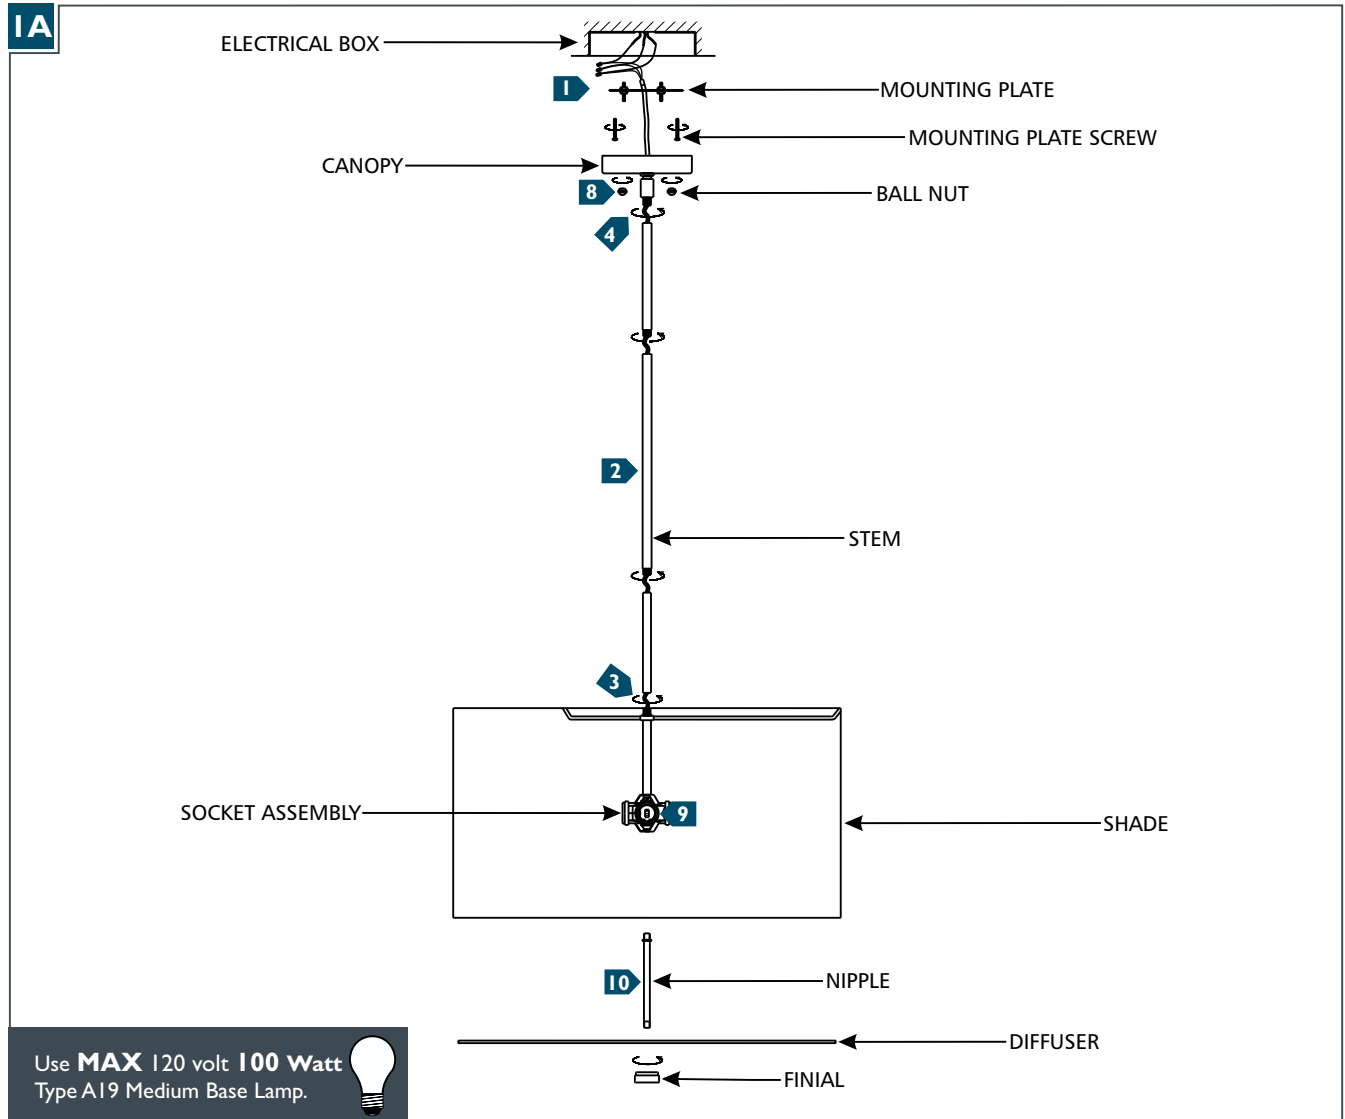 1A
ELECTRICAL BOX
1
MOUNTING PLATE
MOUNTING PLATE SCREW
CANOPY
8
BALL NUT
4
2
STEM
3
SOCKET ASSEMBLY
9
SHADE
10
NIPPLE
DIFFUSER
FINIAL
Use MAX 120 volt 100 Watt
Type A19 Medium Base Lamp.